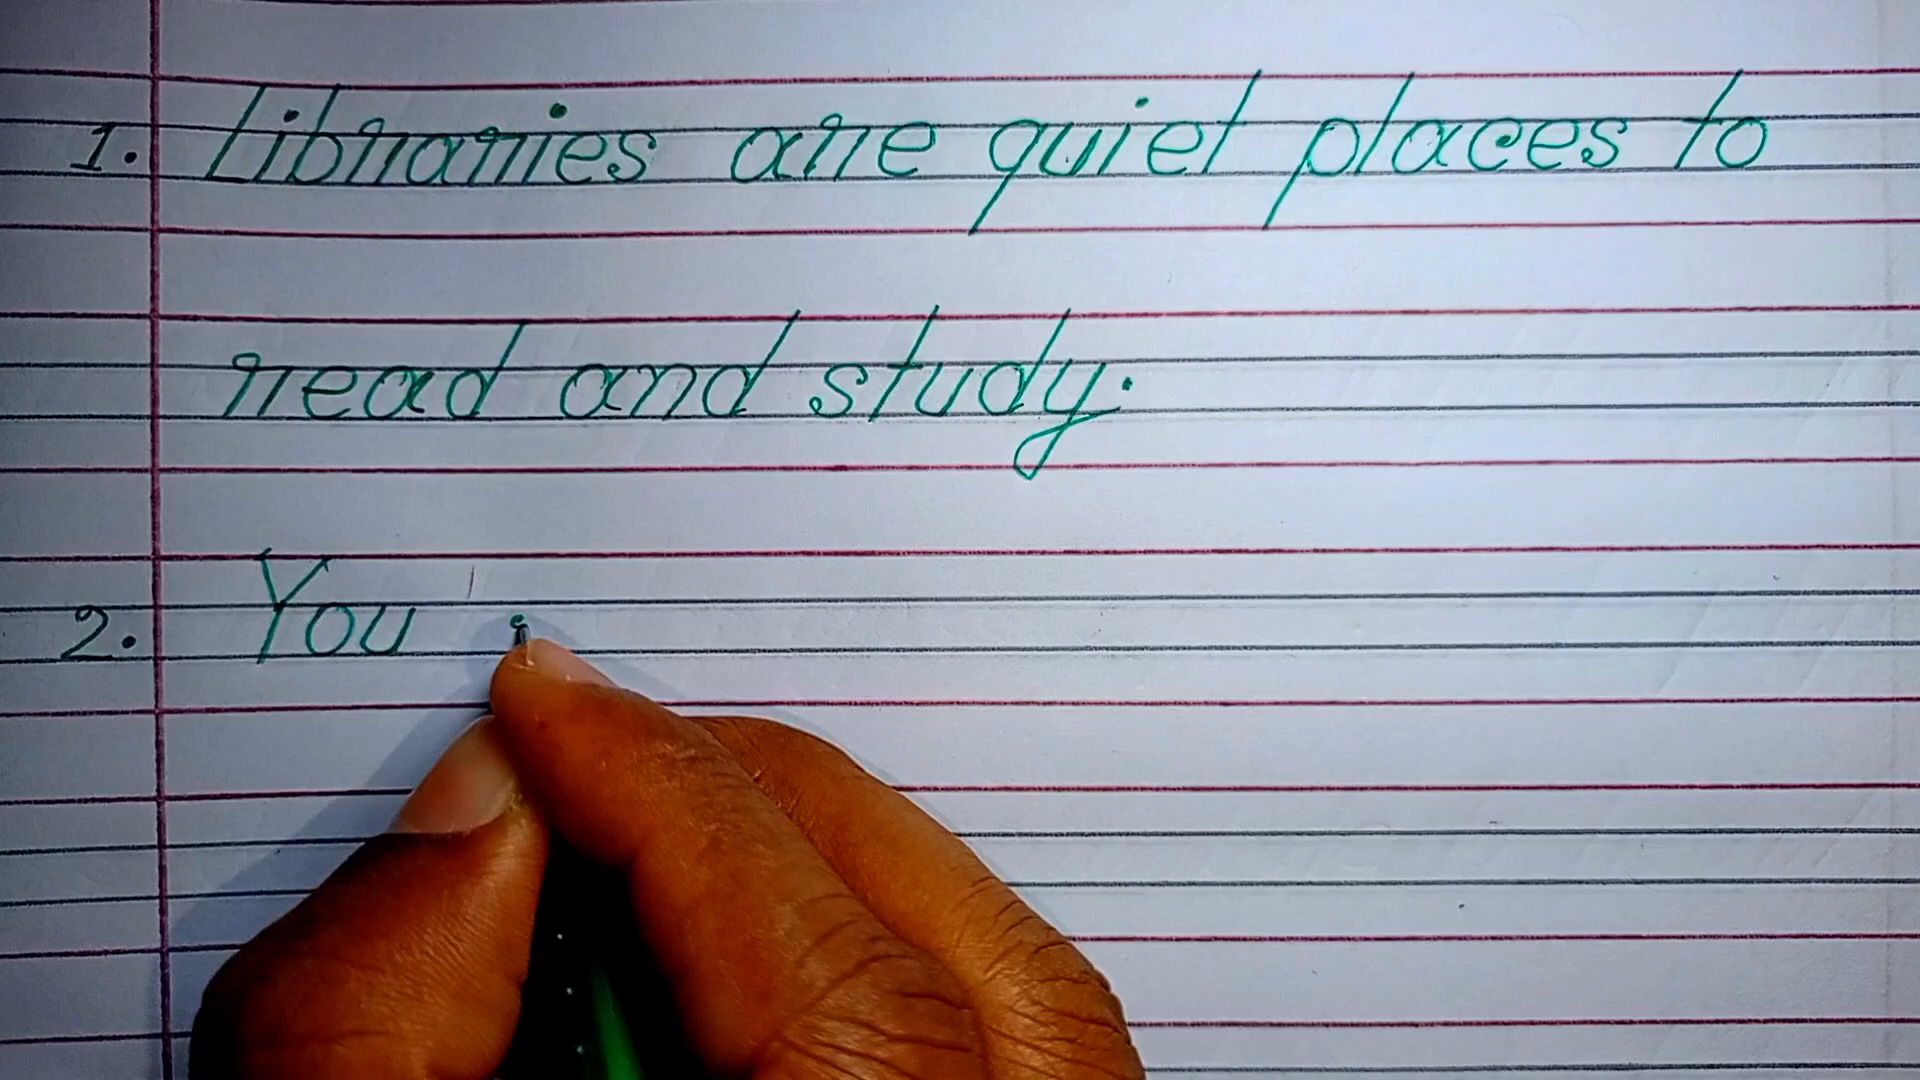 1. Libraries are quiet places to
read and study.
2. You